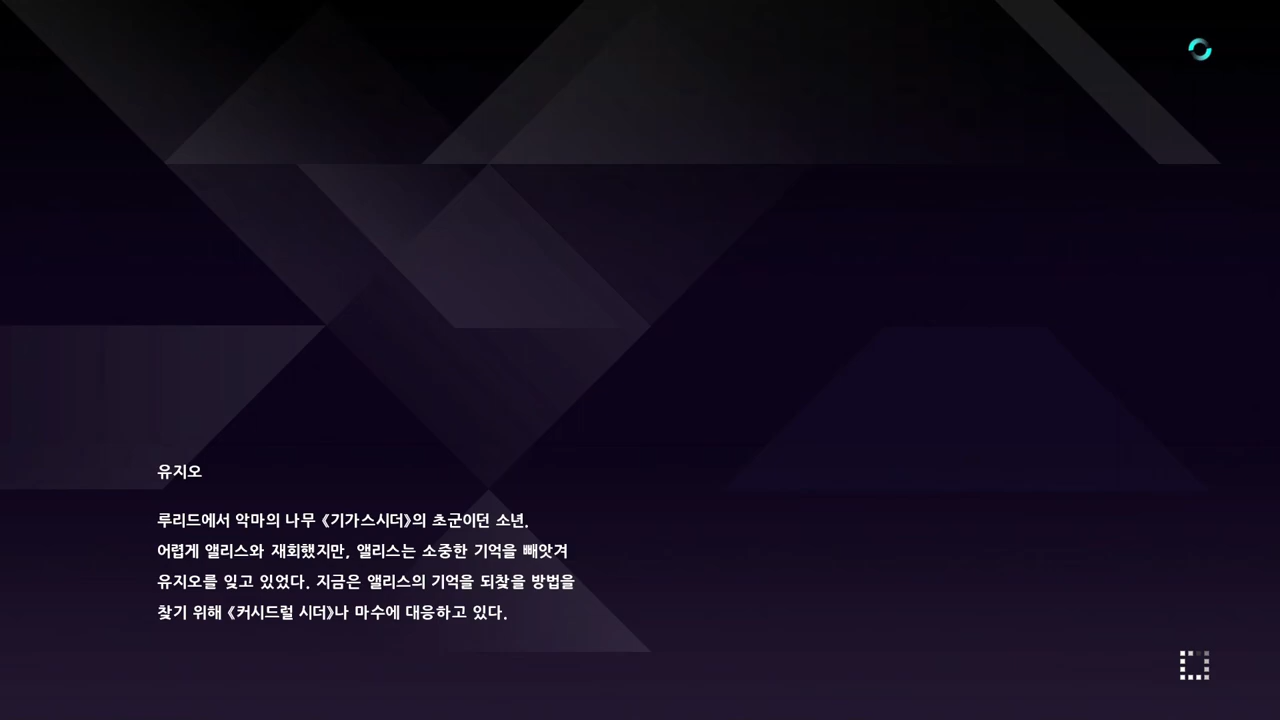 유지오
루리드에서 악마의 나무 《기가스시더》의 초군이던 소년.
어렵게 앨리스와 재회했지만, 앨리스는 소중한 기억을 빼앗겨
유지오를 잊고 있었다. 지금은 앨리스의 기억을 되찾을 방법을
찾기 위해 《커시드럴 시더》나 마수에 대응하고 있다.